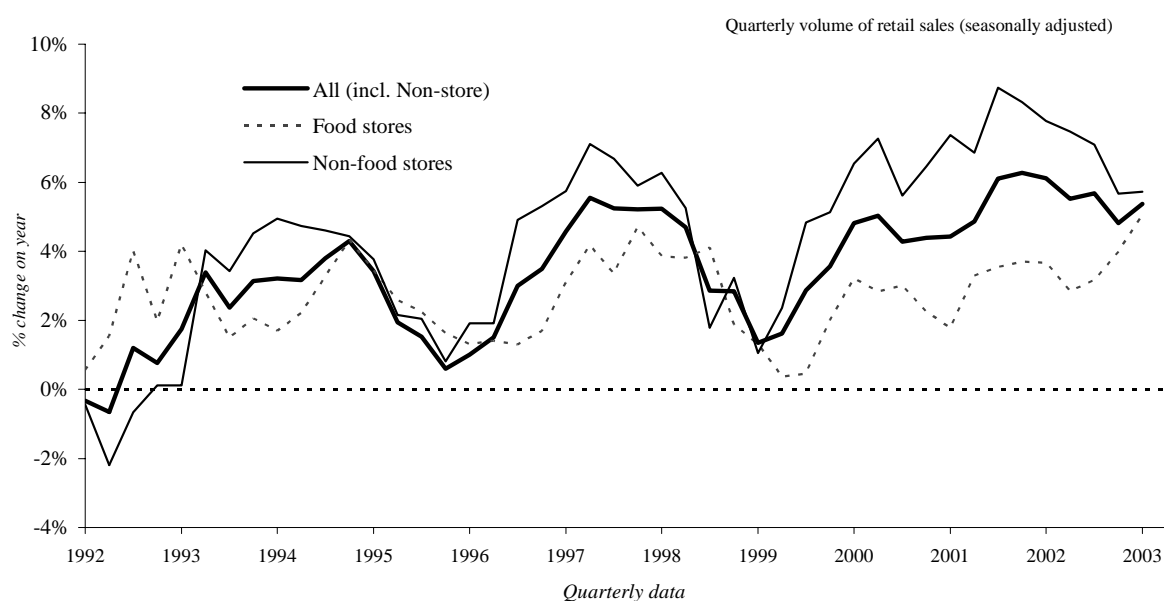 Quarterly volume of retail sales (seasonally adjusted)
10%
All (incl. Non-store)
8%
Food stores
Non-food stores
6%
% change on year
4%
2%
0%
-2%
-4%
1992 1993 1994 1995 1996 1997 1998 1999 2000 2001 2002 2003
Quarterly data